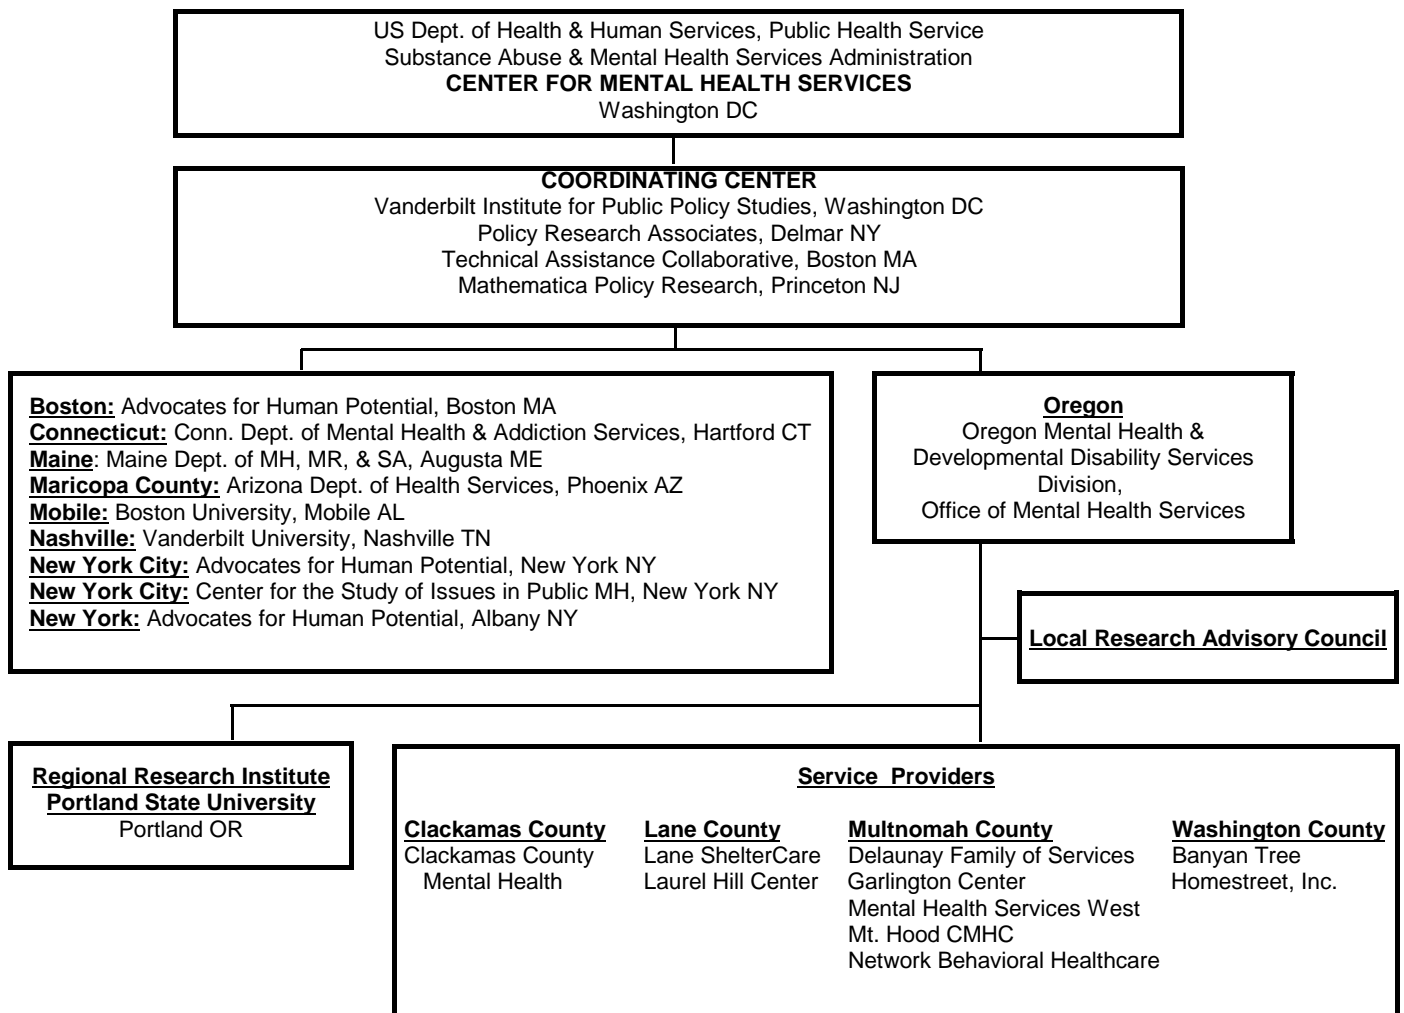 US Dept. of Health & Human Services, Public Health Service
Substance Abuse & Mental Health Services Administration
CENTER FOR MENTAL HEALTH SERVICES
Washington DC
COORDINATING CENTER
Vanderbilt Institute for Public Policy Studies, Washington DC
Policy Research Associates, Delmar NY
Technical Assistance Collaborative, Boston MA
Mathematica Policy Research, Princeton NJ
Boston: Advocates for Human Potential, Boston MA
Connecticut: Conn. Dept. of Mental Health & Addiction Services, Hartford CT
Maine: Maine Dept. of MH, MR, & SA, Augusta ME
Maricopa County: Arizona Dept. of Health Services, Phoenix AZ
Mobile: Boston University, Mobile AL
Nashville: Vanderbilt University, Nashville TN
New York City: Advocates for Human Potential, New York NY
New York City: Center for the Study of Issues in Public MH, New York NY
New York: Advocates for Human Potential, Albany NY
Oregon
Oregon Mental Health &
Developmental Disability Services
Division,
Office of Mental Health Services
Local Research Advisory Council
Regional Research Institute
Portland State University
Portland OR
Service Providers
Clackamas County
Clackamas County
Mental Health
Lane County
Lane ShelterCare
Laurel Hill Center
Multnomah County
Delaunay Family of Services
Garlington Center
Mental Health Services West
Mt. Hood CMHC
Network Behavioral Healthcare
Washington County
Banyan Tree
Homestreet, Inc.